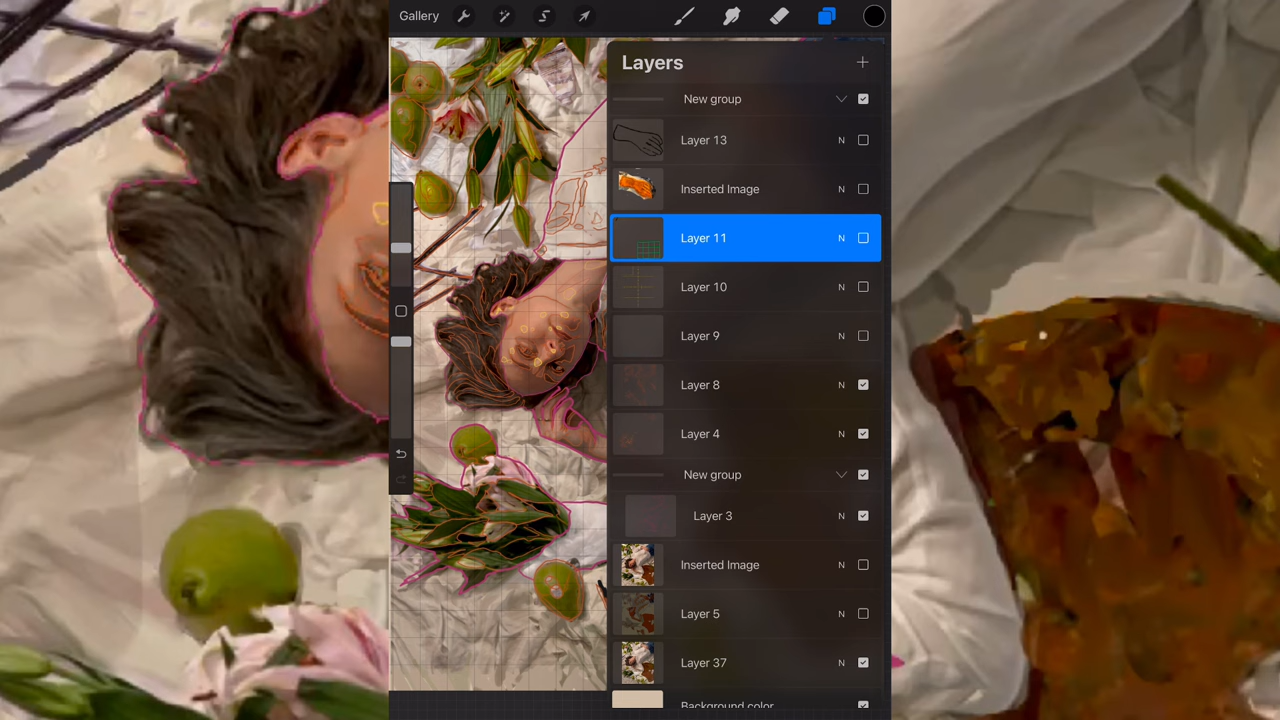 Gallery
Layers
New group
Layer 13 N
Inserted Image N
Layer 11 N
Layer 10 N
Layer 9 N
Layer 8 N
Layer 4 N
New group
Layer 3 N
Inserted Image N
Layer 5 N
Layer 37 N
Background color